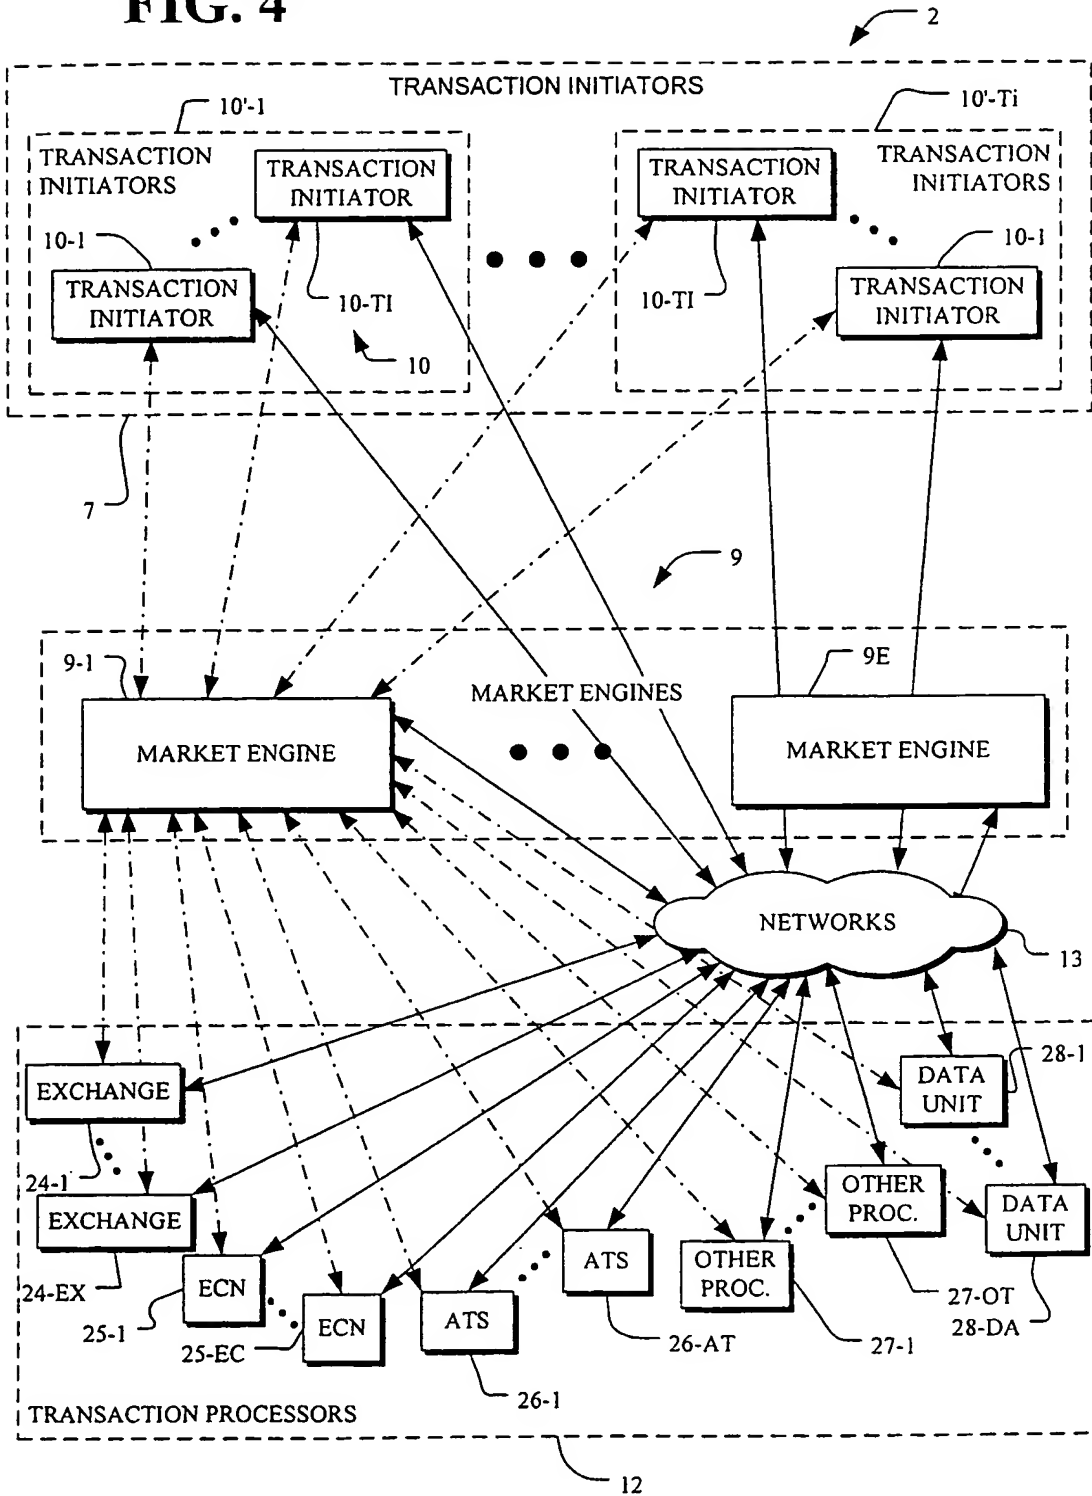 FIG. 4
2
TRANSACTION INITIATORS
10'-1
10'-Ti
TRANSACTION
INITIATORS
TRANSACTION
INITIATOR
TRANSACTION
INITIATOR
TRANSACTION
INITIATORS
10-1
10-TI
10-TI
10-1
TRANSACTION
INITIATOR
TRANSACTION
INITIATOR
10
7
9
9-1
9E
MARKET ENGINES
MARKET ENGINE
MARKET ENGINE
NETWORKS
13
28-1
EXCHANGE
DATA
UNIT
24-1
EXCHANGE
OTHER
PROC.
DATA
UNIT
24-EX
ECN
ATS
OTHER
PROC.
27-OT
28-DA
25-1
25-EC
ECN
ATS
26-AT
27-1
26-1
TRANSACTION PROCESSORS
12